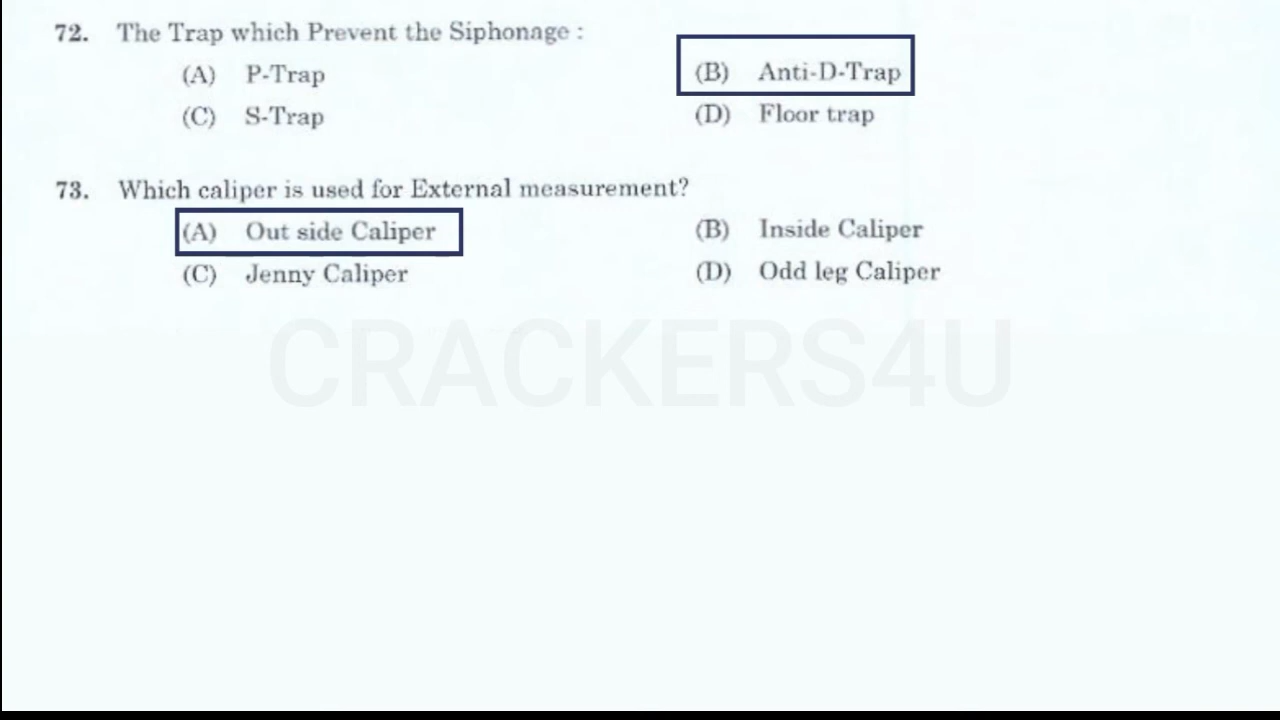 72. The Trap which Prevent the Siphonage :
(A) P-Trap (B) Anti-D-Trap
(C) S-Trap (D) Floor trap
73. Which caliper is used for External measurement?
(A) Out side Caliper (B) Inside Caliper
(C) Jenny Caliper (D) Odd leg Caliper
CRACKERS4U